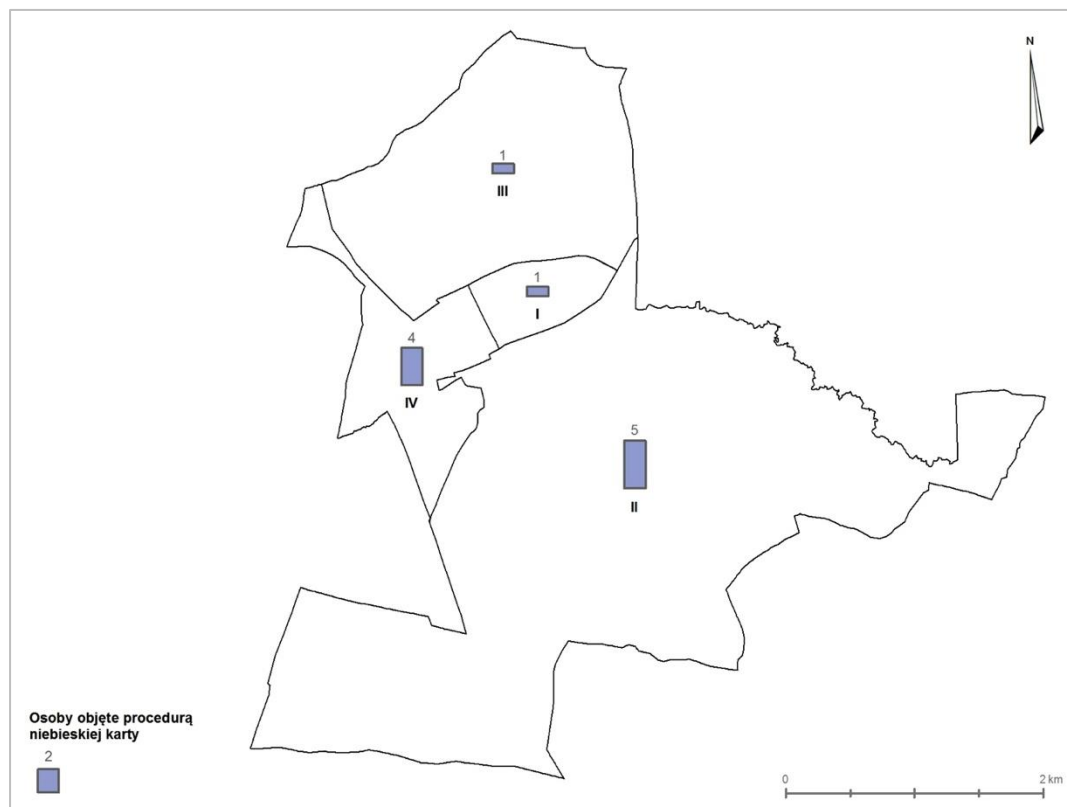 N
1
III
1
I
4
IV
5
II
Osoby objęte procedurą
niebieskiej karty
2
0
2 km